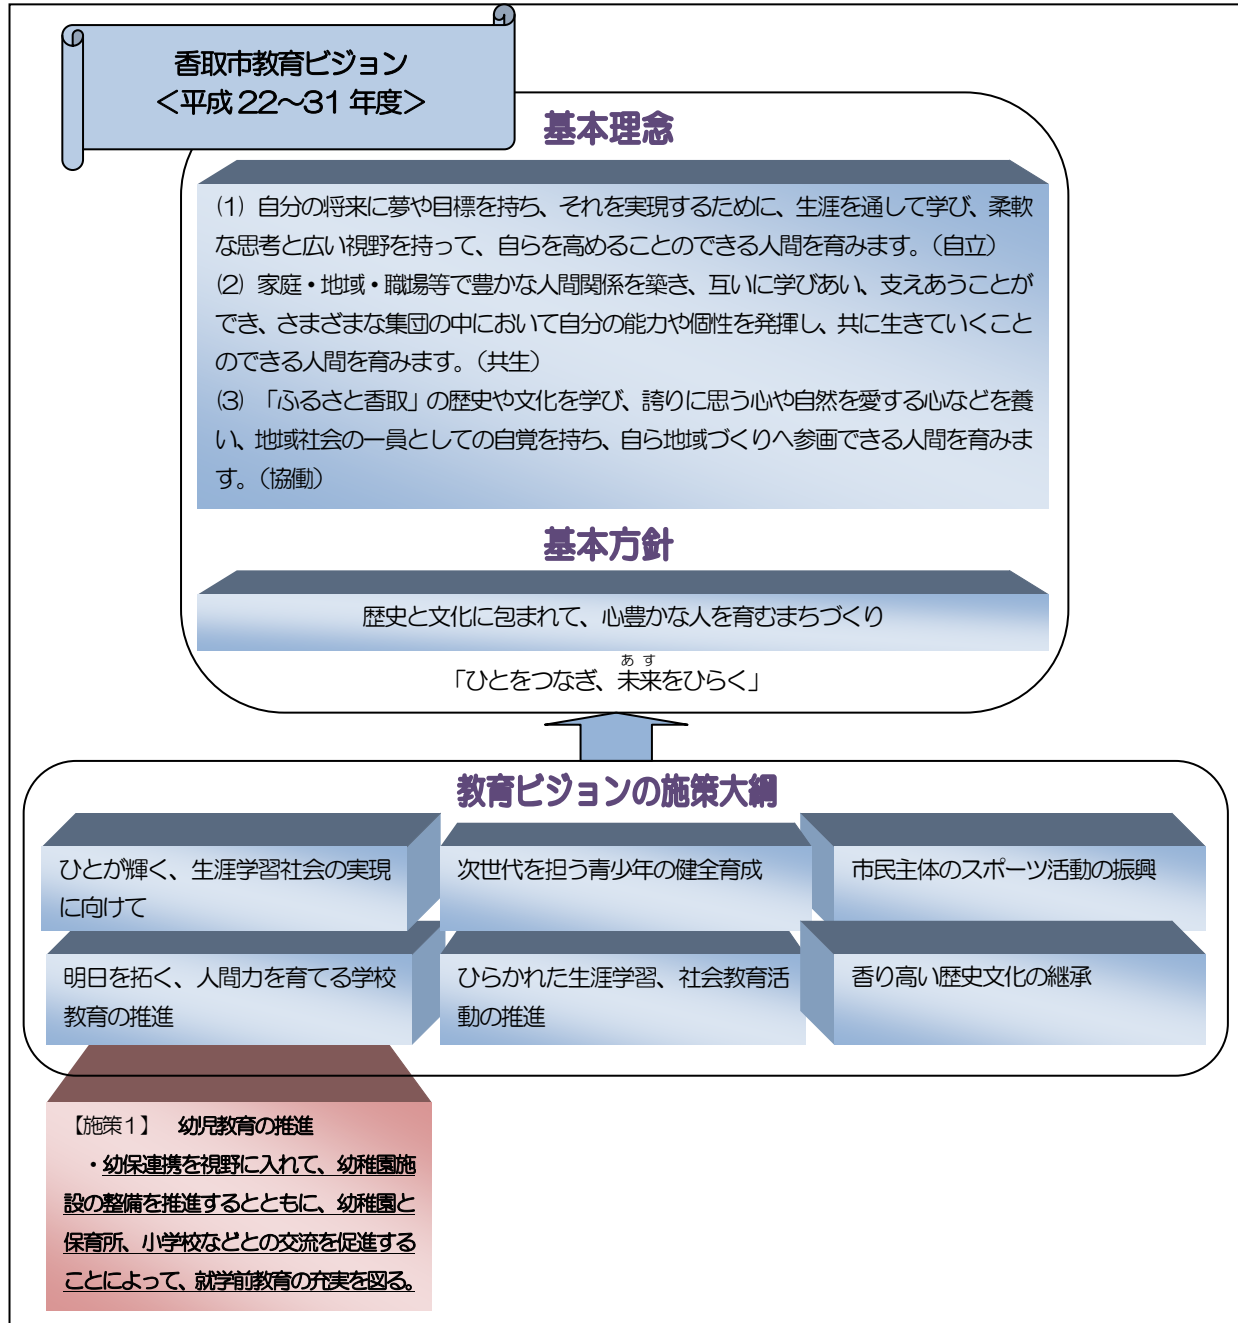 香取市教育ビジョン
＜平成22～31年度＞
基本理念
(1) 自分の将来に夢や目標を持ち、それを実現するために、生涯を通して学び、柔軟
な思考と広い視野を持って、自らを高めることのできる人間を育みます。（自立）
(2) 家庭・地域・職場等で豊かな人間関係を築き、互いに学びあい、支えあうことが
でき、さまざまな集団の中において自分の能力や個性を発揮し、共に生きていくこと
のできる人間を育みます。（共生）
(3) 「ふるさと香取」の歴史や文化を学び、誇りに思う心や自然を愛する心などを養
い、地域社会の一員としての自覚を持ち、自ら地域づくりへ参画できる人間を育みま
す。（協働）
基本方針
歴史と文化に包まれて、心豊かな人を育むまちづくり
あす
「ひとをつなぎ、未来をひらく」
教育ビジョンの施策大綱
ひとが輝く、生涯学習社会の実現
に向けて
次世代を担う青少年の健全育成
市民主体のスポーツ活動の振興
明日を拓く、人間力を育てる学校
教育の推進
ひらかれた生涯学習、社会教育活
動の推進
香り高い歴史文化の継承
【施策１】　幼児教育の推進
・幼保連携を視野に入れて、幼稚園施
設の整備を推進するとともに、幼稚園と
保育所、小学校などとの交流を促進する
ことによって、就学前教育の充実を図る。